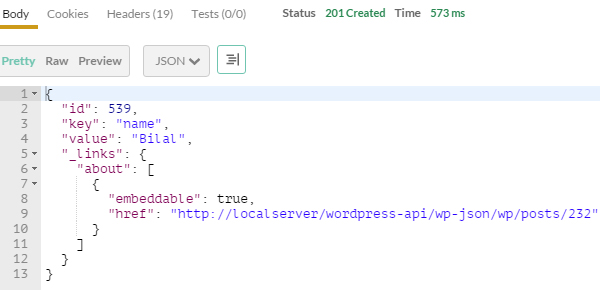 Body Cookies Headers (19) Tests (0/0) Status 201 Created Time 573 ms
Pretty Raw Preview JSON
1 {
2 "id": 539,
3 "key": "name",
4 "value": "Bilal",
5 "_links": {
6 "about": [
7 {
8 "embeddable": true,
9 "href": "http://localserver/wordpress-api/wp-json/wp/posts/232"
10 }
11 ]
12 }
13 }